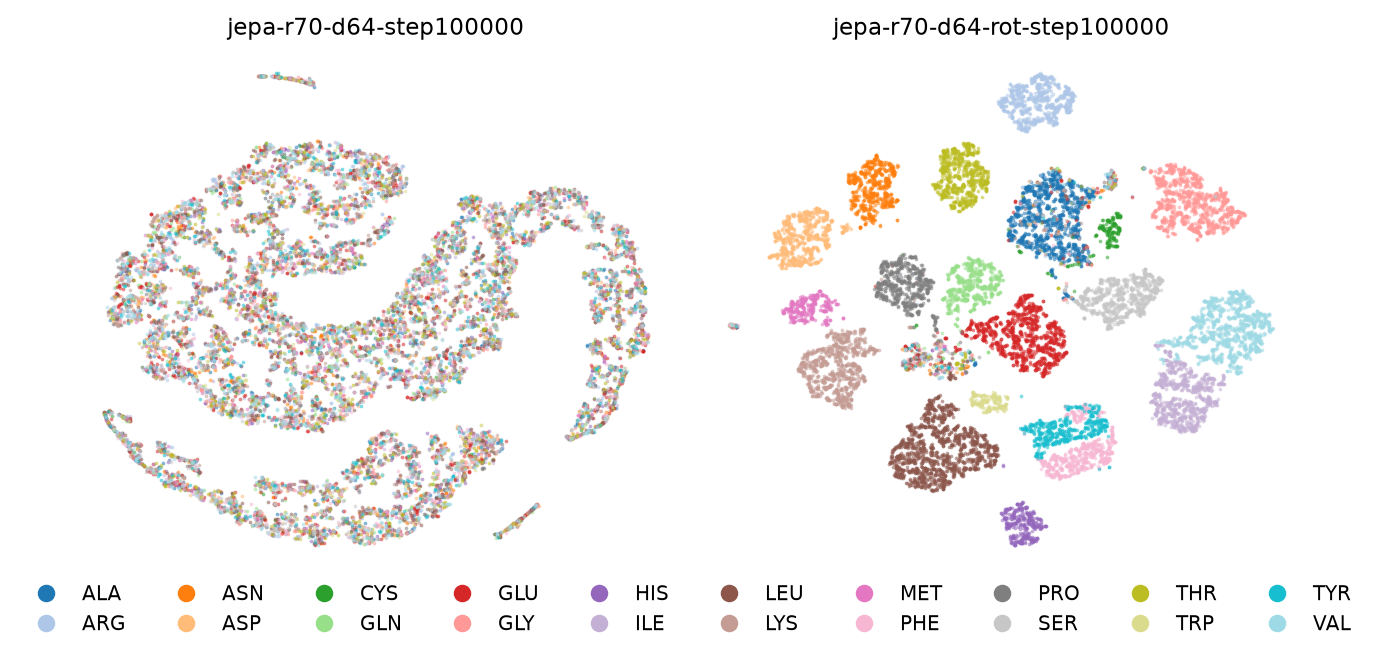 jepa-r70-d64-step100000 jepa-r70-d64-rot-step100000
ALA ASN CYS GLU HIS LEU MET PRO THR TYR
ARG ASP GLN GLY ILE LYS PHE SER TRP VAL